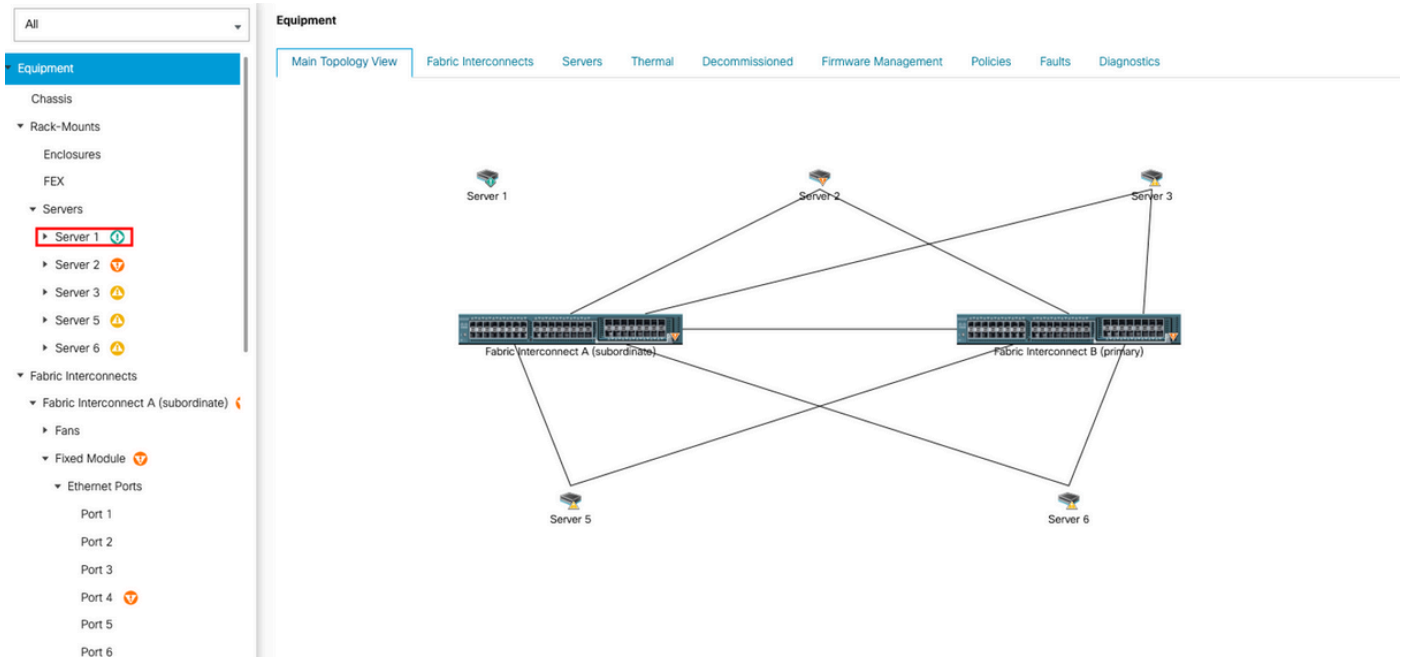 All
Equipment
Chassis
Rack-Mounts
Enclosures
FEX
Servers
Server 1
Server 2
Server 3
Server 5
Server 6
Fabric Interconnects
Fabric Interconnect A (subordinate)
Fans
Fixed Module
Ethernet Ports
Port 1
Port 2
Port 3
Port 4
Port 5
Port 6
Equipment
Main Topology View Fabric Interconnects Servers Thermal Decommissioned Firmware Management Policies Faults Diagnostics
Server 1 Server 2 Server 3
Fabric Interconnect A (subordinate) Fabric Interconnect B (primary)
Server 5 Server 6